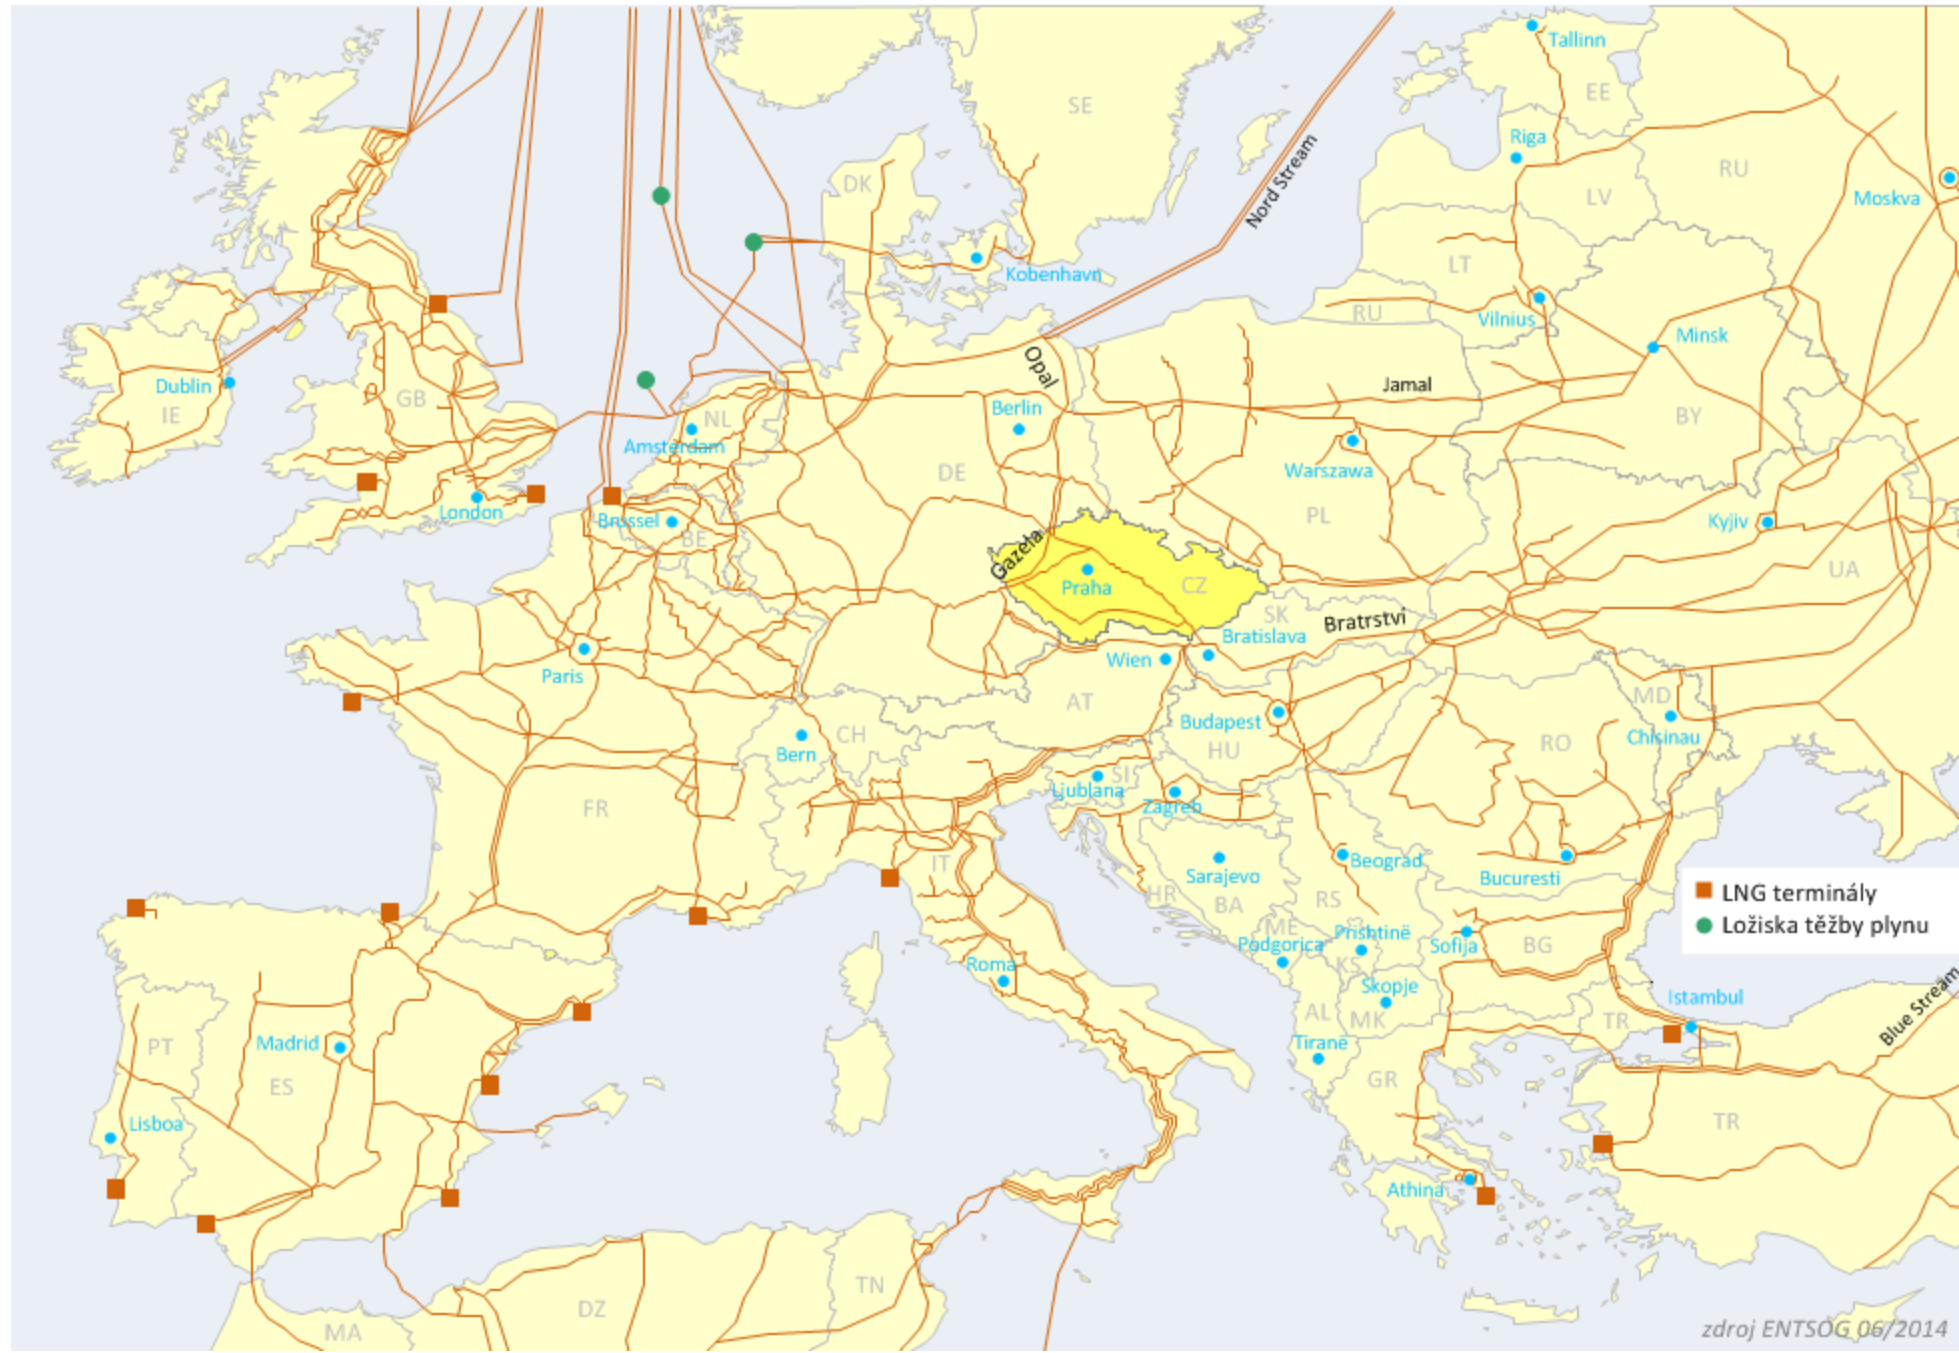 Tallinn
SE
EE
Riga
Nord Stream
RU
DK
LV
Moskva
LT
Kobenhavn
RU
Vilnius
Minsk
Opal
Dublin
IE
GB
Jamal
NL
Berlin
BY
Amsterdam
DE
Warszawa
London
PL
Brussel
BE
Kyjiv
Gazela
UA
Praha
CZ
SK
Bratrství
Bratislava
Wien
Paris
AT
MD
Budapest
CH
Bern
HU
RO
Chisinau
SI
Ljublana
Zagreb
FR
IT
Beograd
Sarajevo
Bucuresti
HR
BA
RS
LNG terminály
Ložiska těžby plynu
ME
Prishtinë
Podgorica
Sofija
BG
KS
Roma
Skopje
Istambul
Blue Stream
AL
MK
TR
PT
Madrid
Tiranë
ES
GR
Lisboa
TR
Athina
TN
DZ
MA
zdroj ENTSOG 06/2014